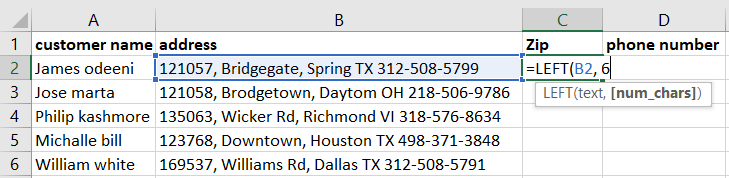 A B C D
1 customer name address Zip phone number
2 James odeeni 121057, Bridgegate, Spring TX 312-508-5799 =LEFT(B2, 6
3 Jose marta 121058, Brodgetown, Daytom OH 218-506-9786
LEFT(text, [num_chars])
4 Philip kashmore 135063, Wicker Rd, Richmond VI 318-576-8634
5 Michalle bill 123768, Downtown, Houston TX 498-371-3848
6 William white 169537, Williams Rd, Dallas TX 312-508-5791